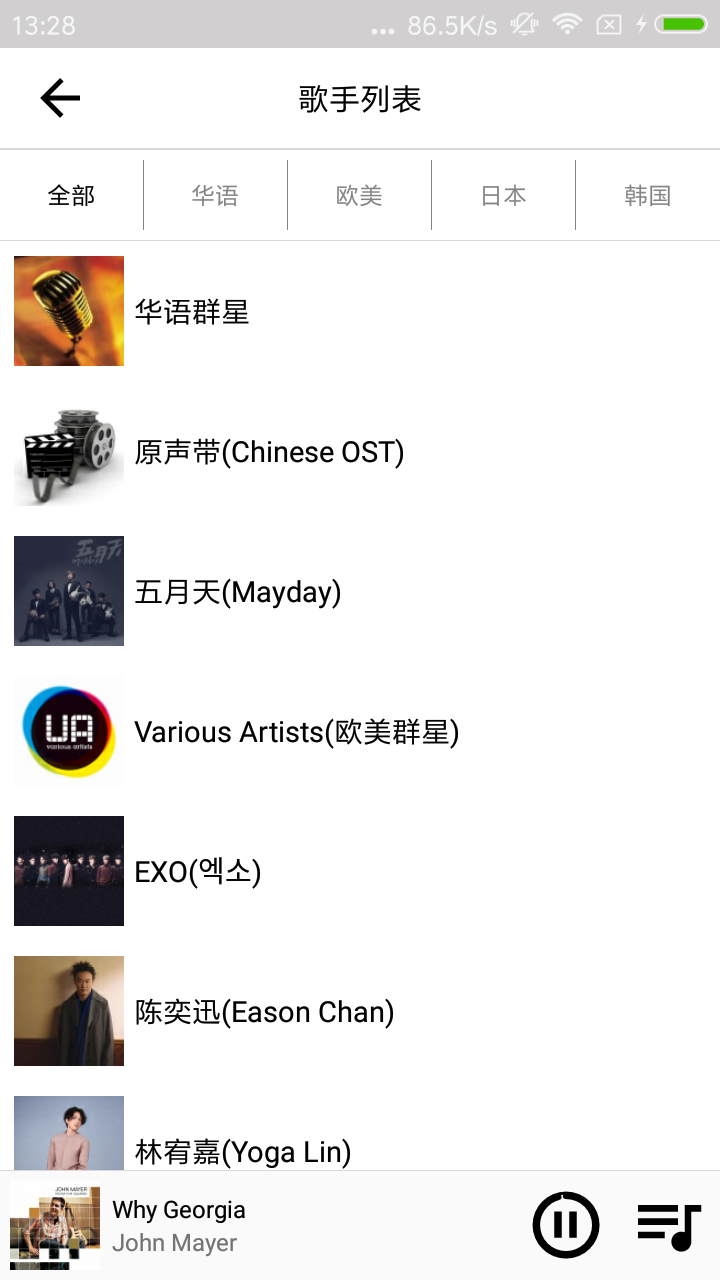 13:28
... 86.5K/s
歌手列表
全部 华语 欧美 日本 韩国
华语群星
原声带(Chinese OST)
五月天
五月天(Mayday)
UA
various artists
Various Artists(欧美群星)
EXO(엑소)
陈奕迅(Eason Chan)
林宥嘉(Yoga Lin)
JOHN MAYER
Why Georgia
John Mayer